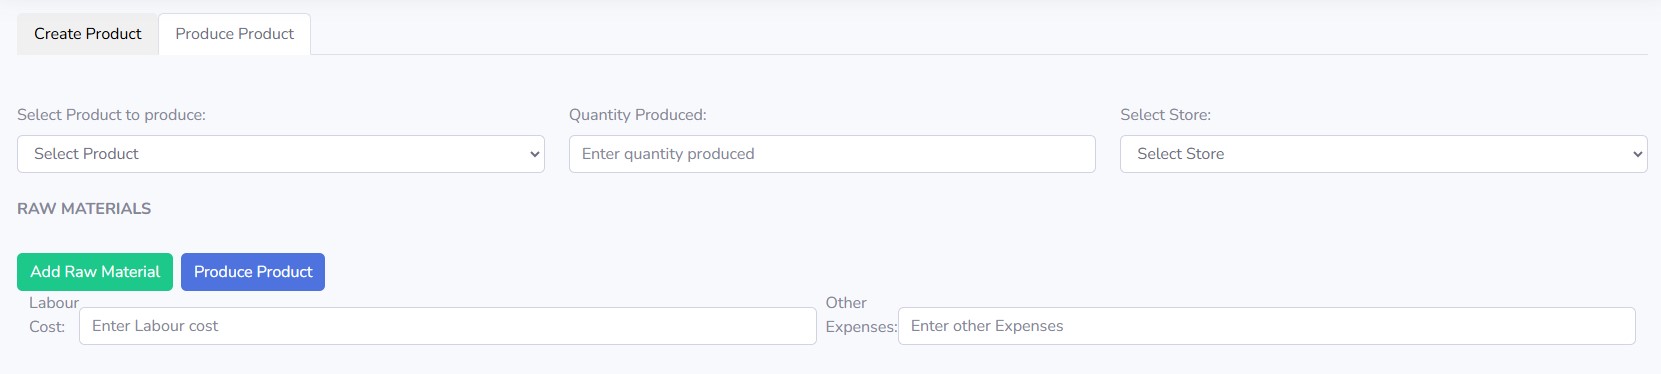 Create Product Produce Product
Select Product to produce: Quantity Produced: Select Store:
Select Product Enter quantity produced Select Store
RAW MATERIALS
Add Raw Material Produce Product
Labour
Cost: Enter Labour cost
Other
Expenses: Enter other Expenses